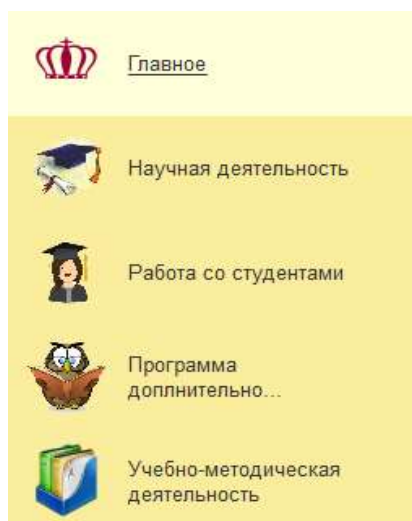 Главное
Научная деятельность
Работа со студентами
Программа
доплнительно...
Учебно-методическая
деятельность